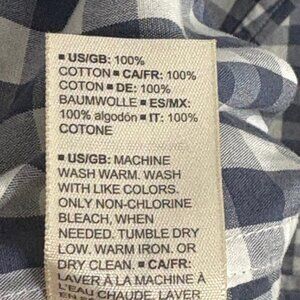 ■ US/GB: 100%
COTTON ■ CA/FR: 100%
COTON ■ DE: 100%
BAUMWOLLE ■ ES/MX:
100% algodón ■ IT: 100%
COTONE
■ US/GB: MACHINE
WASH WARM. WASH
WITH LIKE COLORS.
ONLY NON-CHLORINE
BLEACH, WHEN
NEEDED. TUMBLE DRY
LOW. WARM IRON. OR
DRY CLEAN. ■ CA/FR:
LAVER À LA MACHINE À
L'EAU CHAUDE. LAVER